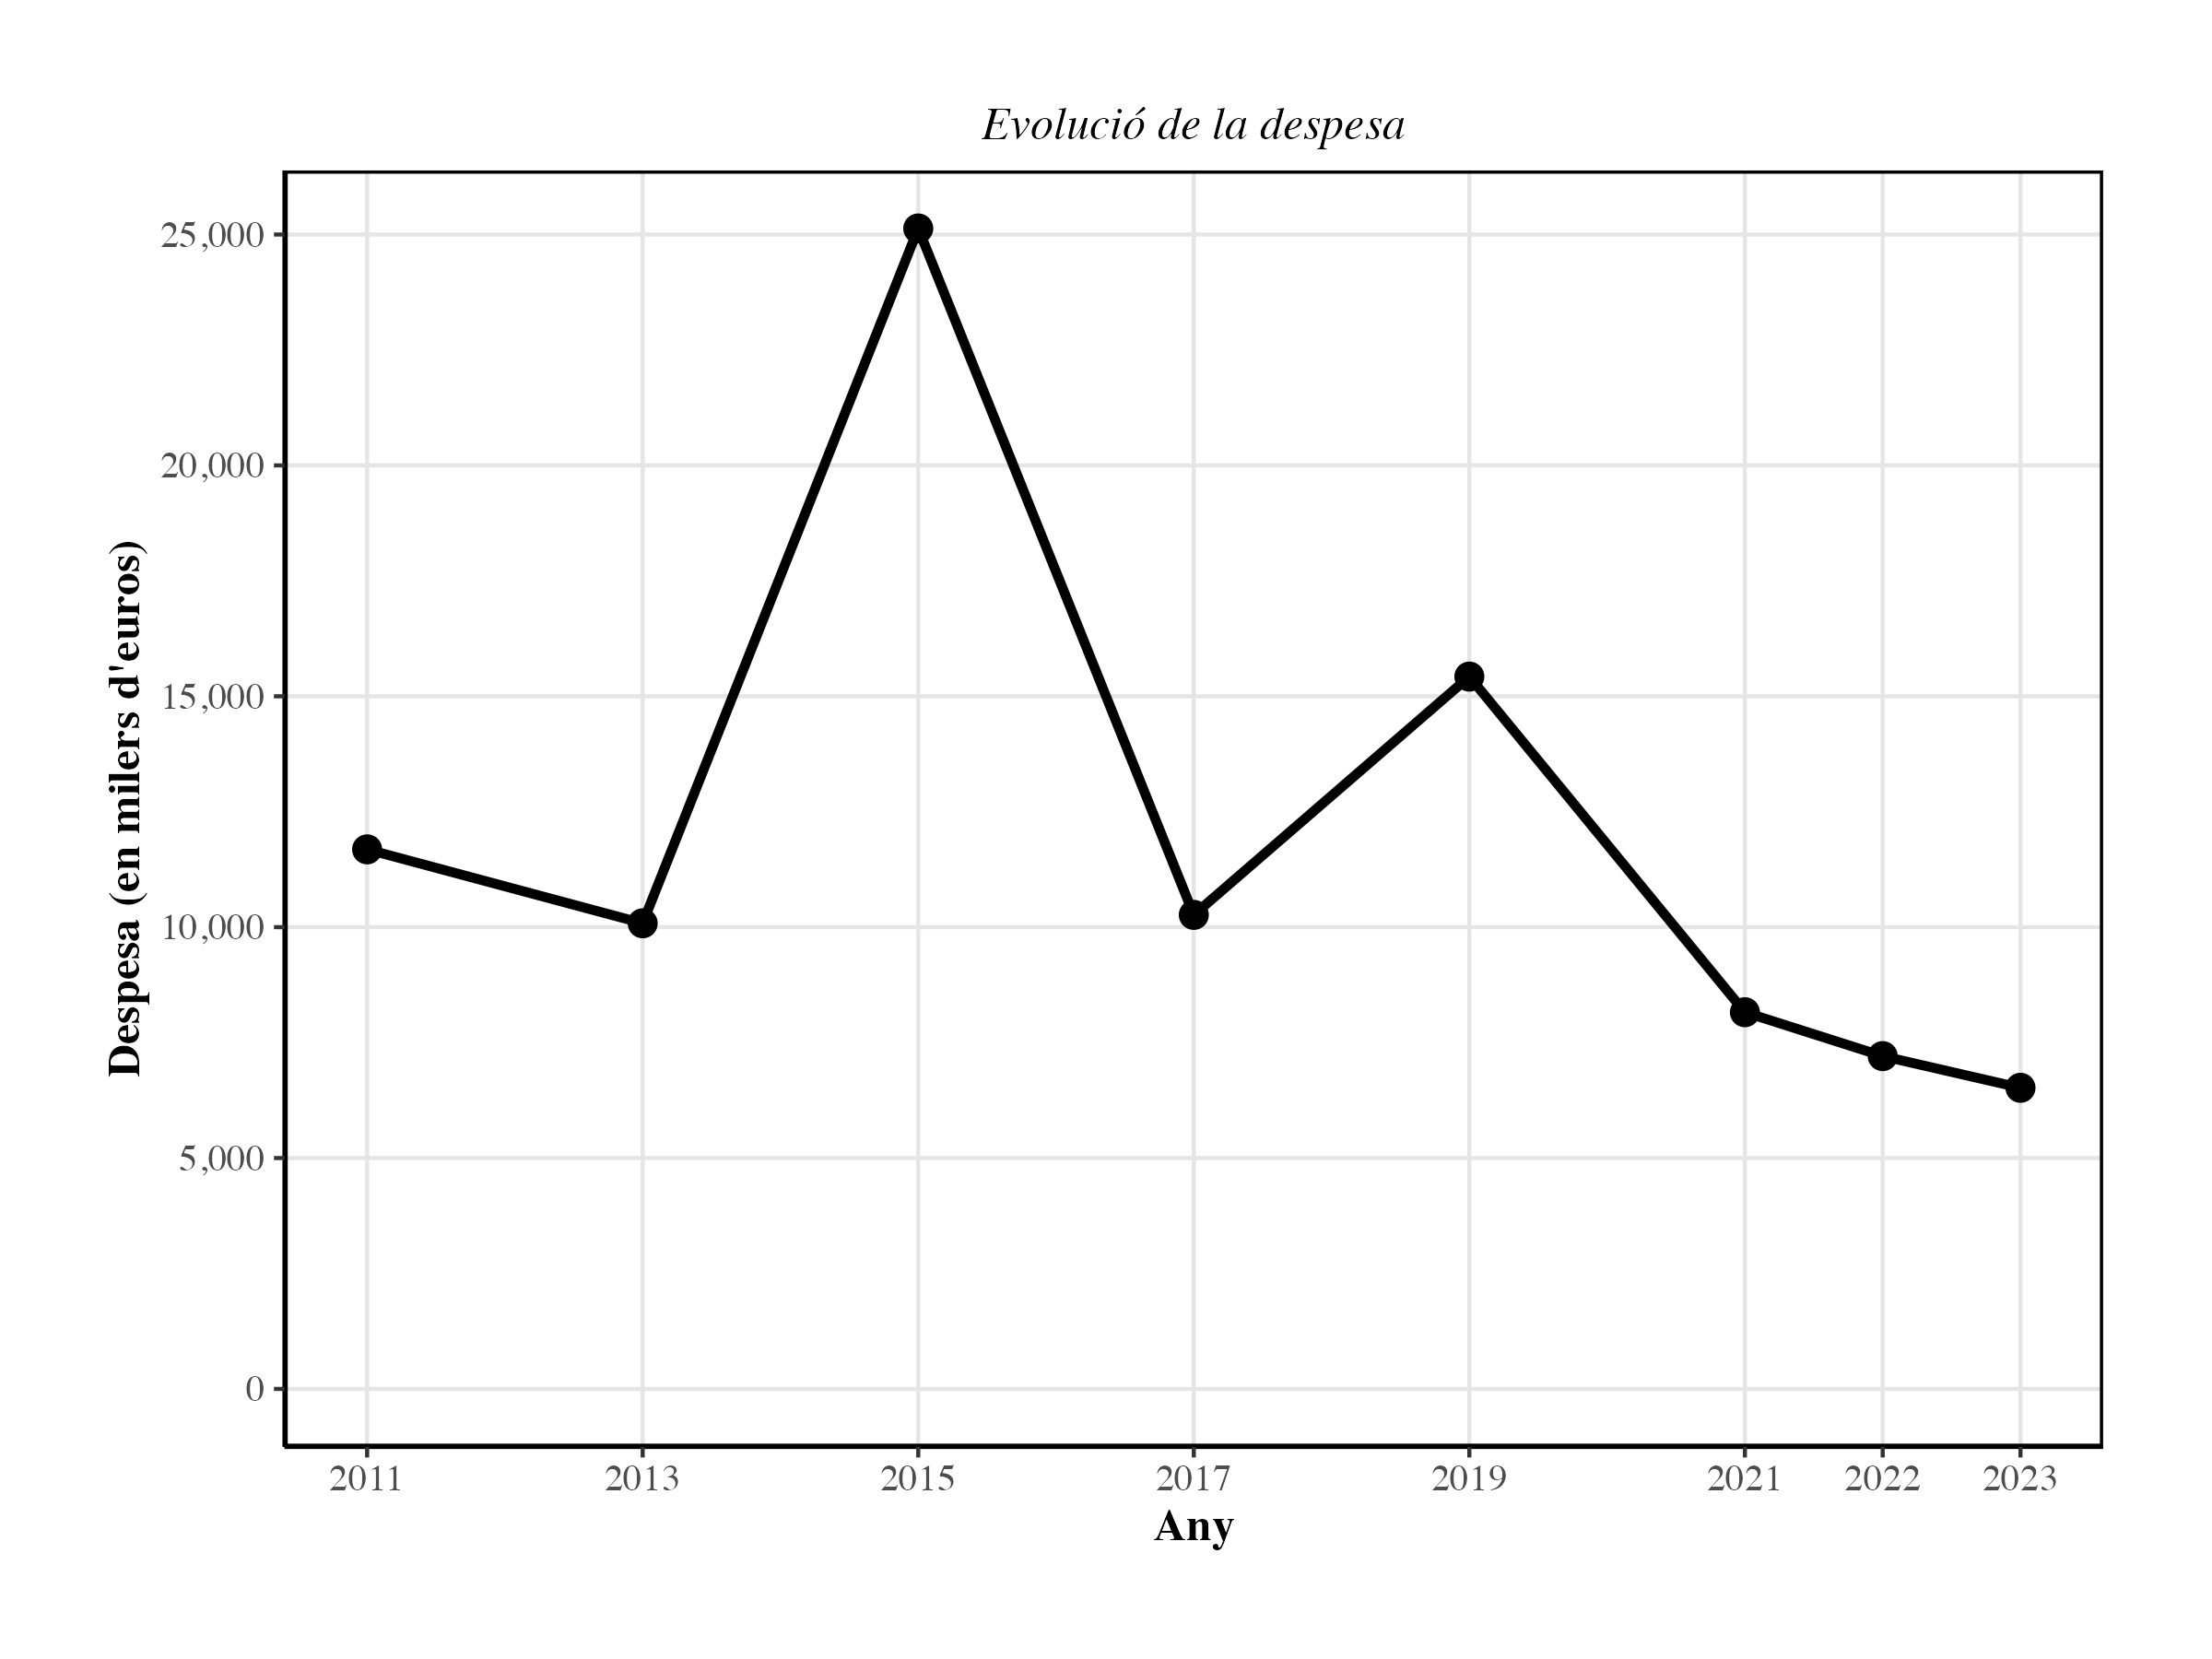 Evolució de la despesa
Despesa (en milers d'euros)
25,000
20,000
15,000
10,000
5,000
0
2011 2013 2015 2017 2019 2021 2022 2023
Any